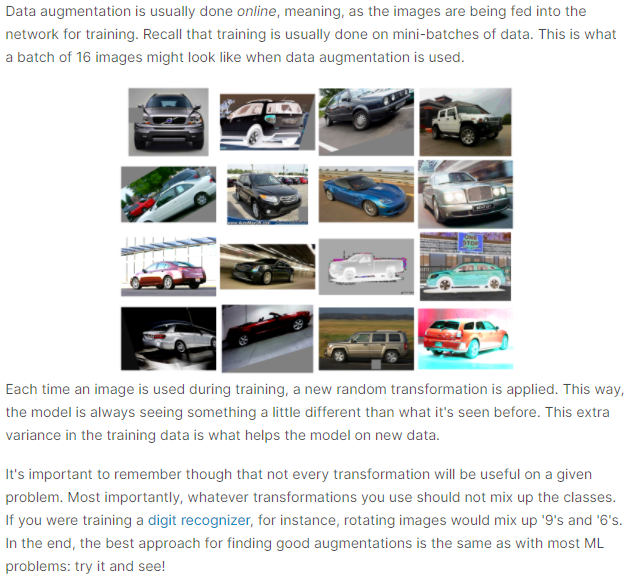 Data augmentation is usually done online, meaning, as the images are being fed into the
network for training. Recall that training is usually done on mini-batches of data. This is what
a batch of 16 images might look like when data augmentation is used.
ONE
STOP
Each time an image is used during training, a new random transformation is applied. This way,
the model is always seeing something a little different than what it's seen before. This extra
variance in the training data is what helps the model on new data.
It's important to remember though that not every transformation will be useful on a given
problem. Most importantly, whatever transformations you use should not mix up the classes.
If you were training a digit recognizer, for instance, rotating images would mix up '9's and '6's.
In the end, the best approach for finding good augmentations is the same as with most ML
problems: try it and see!